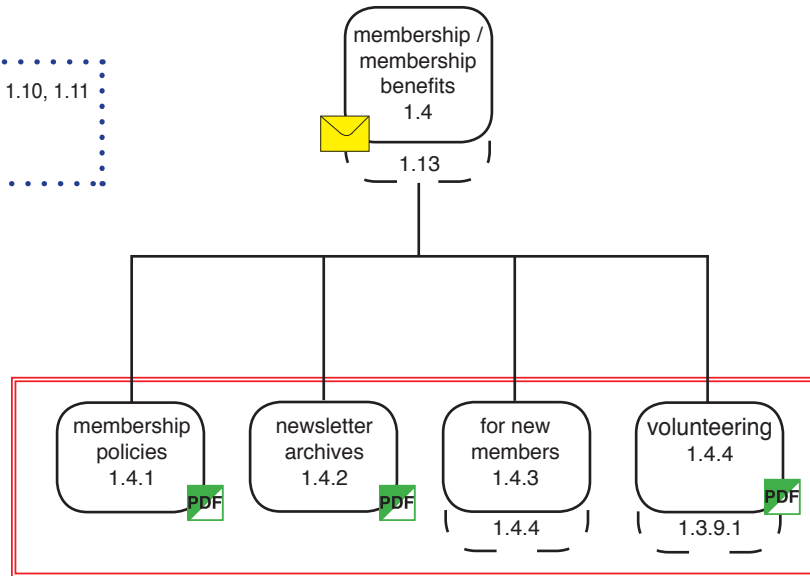 membership /
membership
benefits
1.4
1.10, 1.11
1.13
membership
policies
1.4.1
PDF
newsletter
archives
1.4.2
PDF
for new
members
1.4.3
1.4.4
volunteering
1.4.4
PDF
1.3.9.1